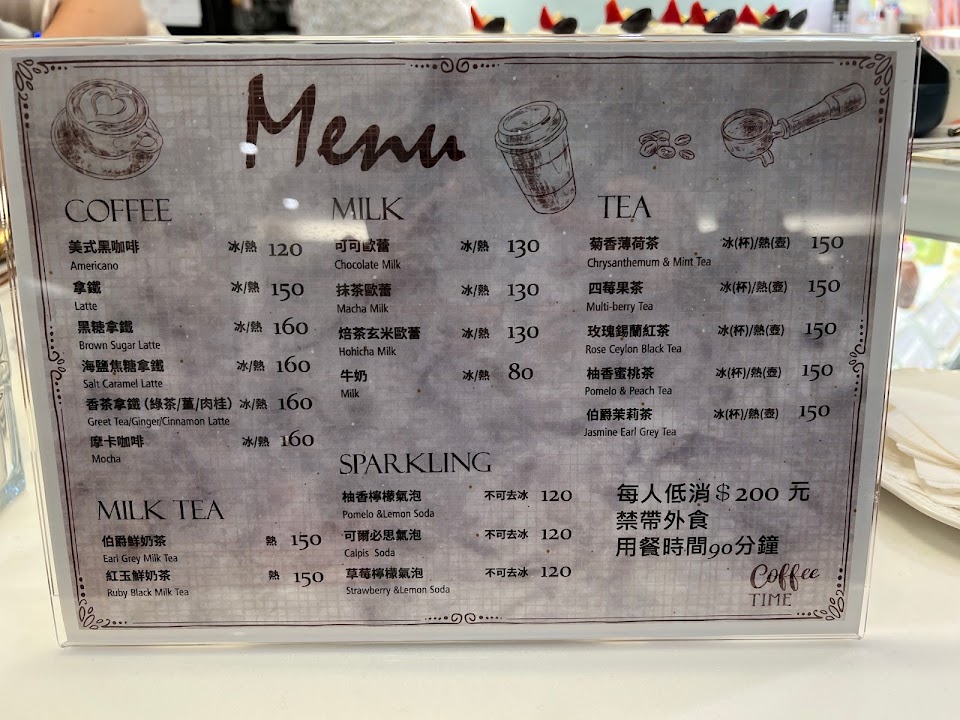 Menu
COFFEE
美式黑咖啡 冰/熱 120
Americano
拿鐵 冰/熱 150
Latte
黑糖拿鐵 冰/熱 160
Brown Sugar Latte
海鹽焦糖拿鐵 冰/熱 160
Salt Caramel Latte
香茶拿鐵(綠茶/薑/肉桂) 冰/熱 160
Greet Tea/Ginger/Cinnamon Latte
摩卡咖啡 冰/熱 160
Mocha
MILK TEA
伯爵鮮奶茶 熱 150
Earl Grey Milk Tea
紅玉鮮奶茶 熱 150
Ruby Black Milk Tea
MILK
可可歐蕾 冰/熱 130
Chocolate Milk
抹茶歐蕾 冰/熱 130
Macha Milk
焙茶玄米歐蕾 冰/熱 130
Hohicha Milk
牛奶 冰/熱 80
Milk
SPARKLING
柚香檸檬氣泡 不可去冰 120
Pomelo &Lemon Soda
可爾必思氣泡 不可去冰 120
Calpis Soda
草莓檸檬氣泡 不可去冰 120
Strawberry &Lemon Soda
TEA
菊香薄荷茶 冰(杯)/熱(壺) 150
Chrysanthemum & Mint Tea
四莓果茶 冰(杯)/熱(壺) 150
Multi-berry Tea
玫瑰錫蘭紅茶 冰(杯)/熱(壺) 150
Rose Ceylon Black Tea
柚香蜜桃茶 冰(杯)/熱(壺) 150
Pomelo & Peach Tea
伯爵茉莉茶 冰(杯)/熱(壺) 150
Jasmine Earl Grey Tea
每人低消$200 元
禁帶外食
用餐時間90分鐘
Coffee
TIME